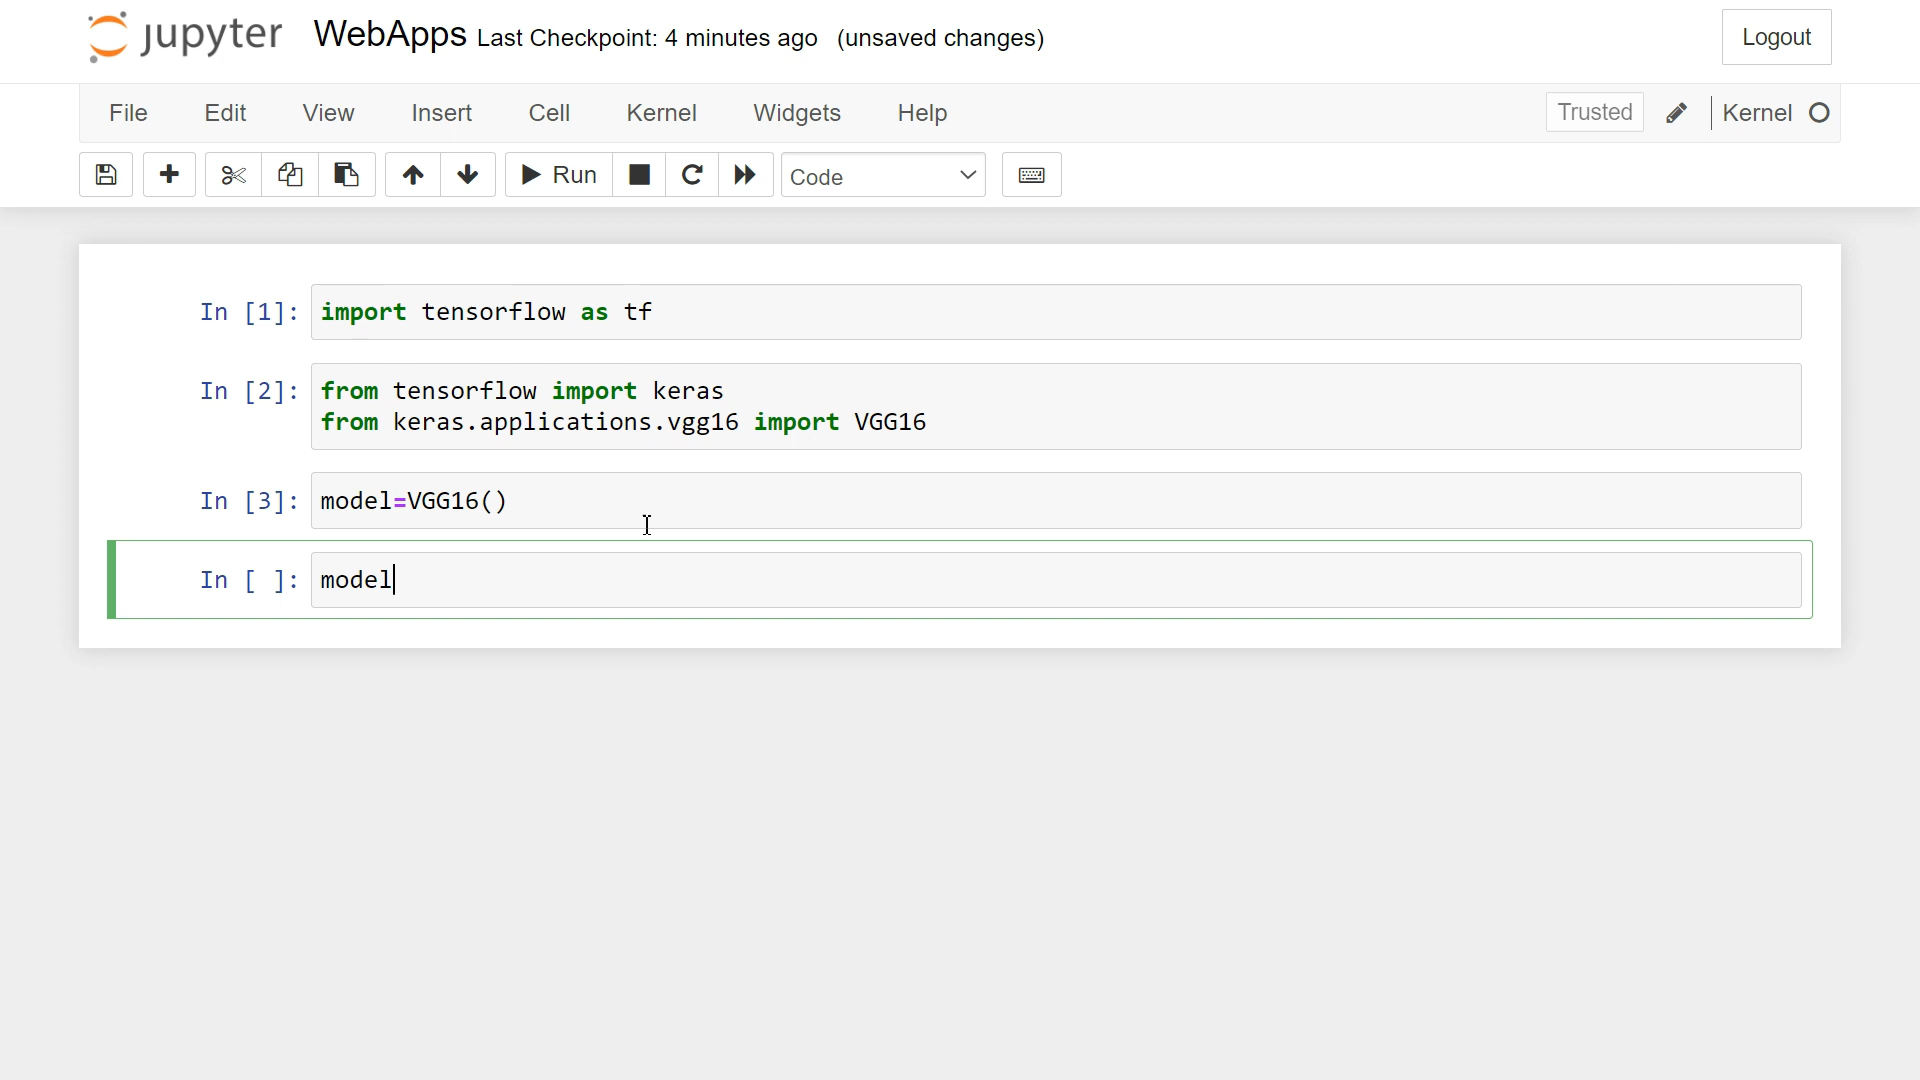 jupyter WebApps Last Checkpoint: 4 minutes ago (unsaved changes) Logout
File Edit View Insert Cell Kernel Widgets Help Trusted Kernel
Run Code
In [1]: import tensorflow as tf
In [2]: from tensorflow import keras
from keras.applications.vgg16 import VGG16
In [3]: model=VGG16()
In [ ]: model